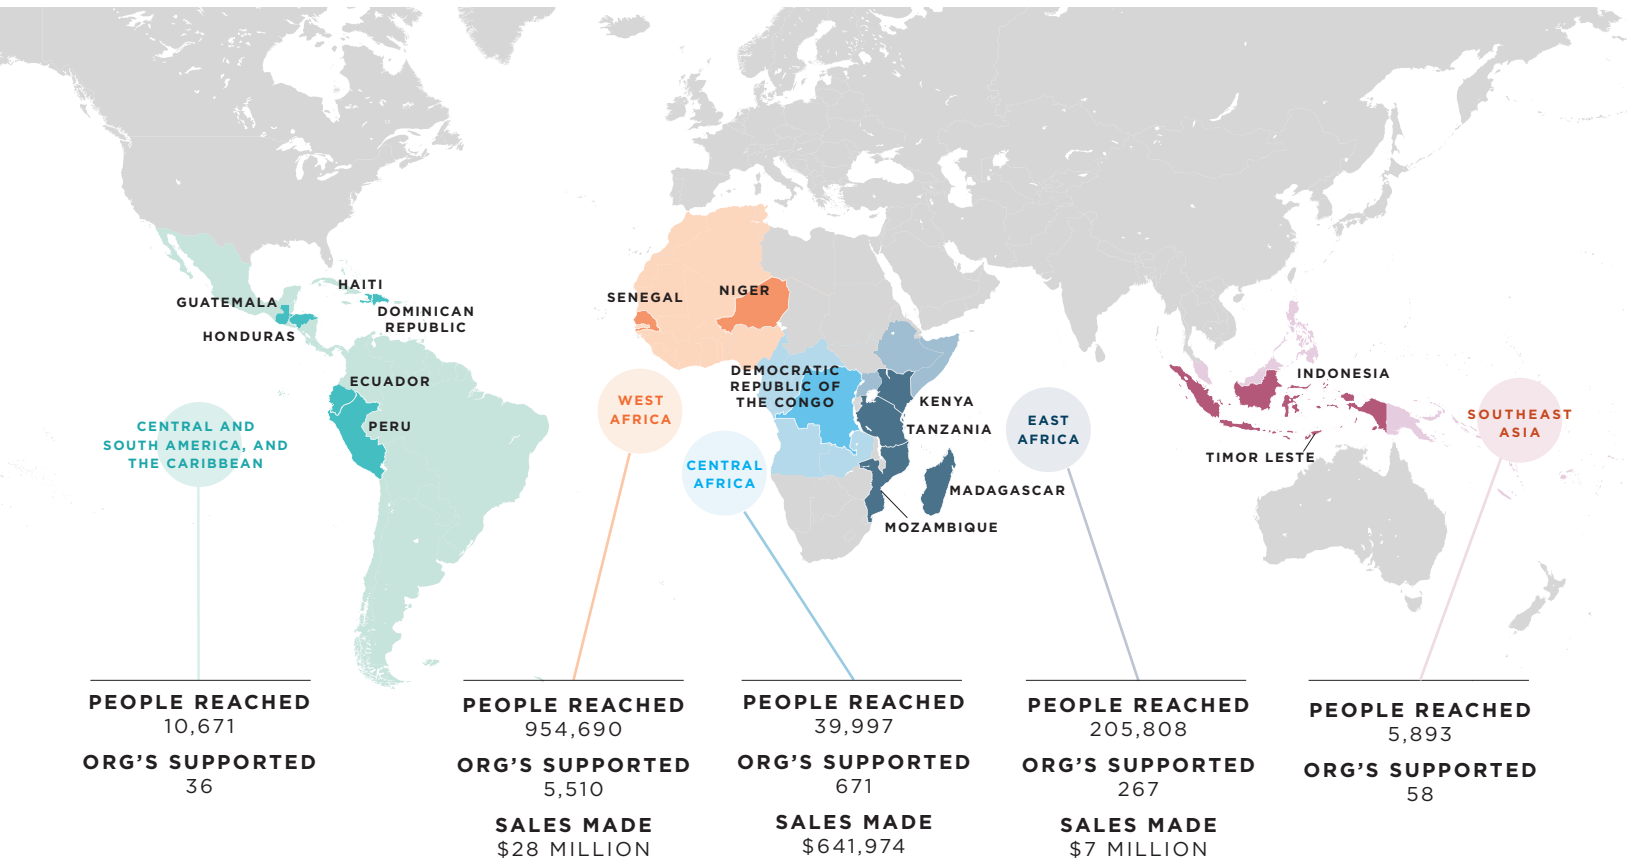 HAITI
GUATEMALA
DOMINICAN
REPUBLIC
HONDURAS
ECUADOR
PERU
CENTRAL AND
SOUTH AMERICA, AND
THE CARIBBEAN
SENEGAL
NIGER
WEST
AFRICA
DEMOCRATIC
REPUBLIC OF
THE CONGO
CENTRAL
AFRICA
KENYA
TANZANIA
MADAGASCAR
MOZAMBIQUE
EAST
AFRICA
INDONESIA
TIMOR LESTE
SOUTHEAST
ASIA
PEOPLE REACHED
10,671
ORG'S SUPPORTED
36
PEOPLE REACHED
954,690
ORG'S SUPPORTED
5,510
SALES MADE
$28 MILLION
PEOPLE REACHED
39,997
ORG'S SUPPORTED
671
SALES MADE
$641,974
PEOPLE REACHED
205,808
ORG'S SUPPORTED
267
SALES MADE
$7 MILLION
PEOPLE REACHED
5,893
ORG'S SUPPORTED
58